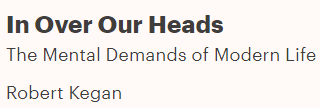 In Over Our Heads
The Mental Demands of Modern Life
Robert Kegan